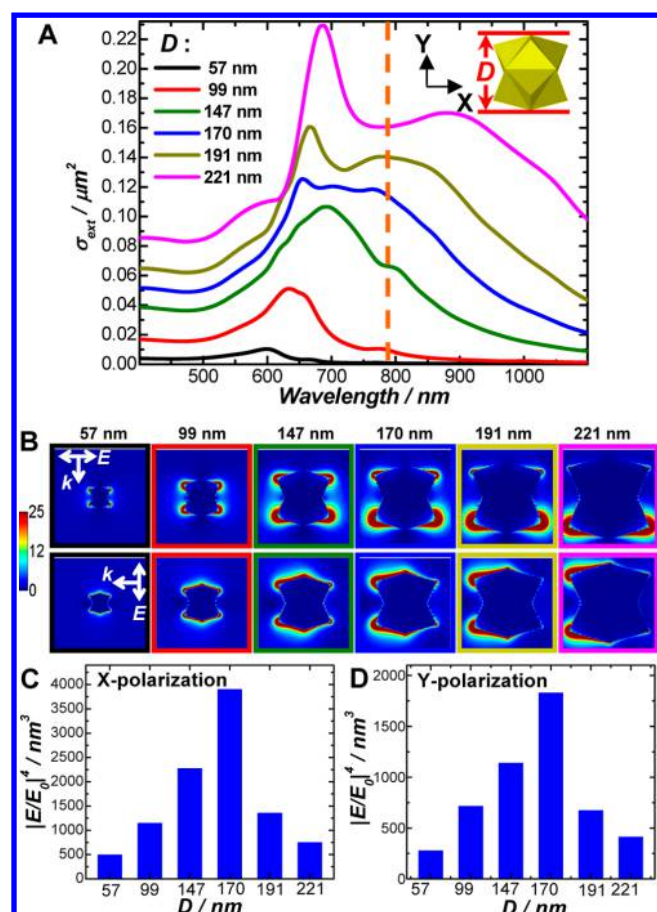 A
D :
57 nm
99 nm
147 nm
170 nm
191 nm
221 nm
Y
X
D
σext / μm²
0.22
0.20
0.18
0.16
0.14
0.12
0.10
0.08
0.06
0.04
0.02
0.00
500 600 700 800 900 1000
Wavelength / nm
B
57 nm 99 nm 147 nm 170 nm 191 nm 221 nm
E
k
25
12
0
k
E
C
X-polarization
|E/E₀|⁴ / nm³
4000
3500
3000
2500
2000
1500
1000
500
0
57 99 147 170 191 221
D / nm
D
Y-polarization
|E/E₀|⁴ / nm³
2000
1750
1500
1250
1000
750
500
250
0
57 99 147 170 191 221
D / nm